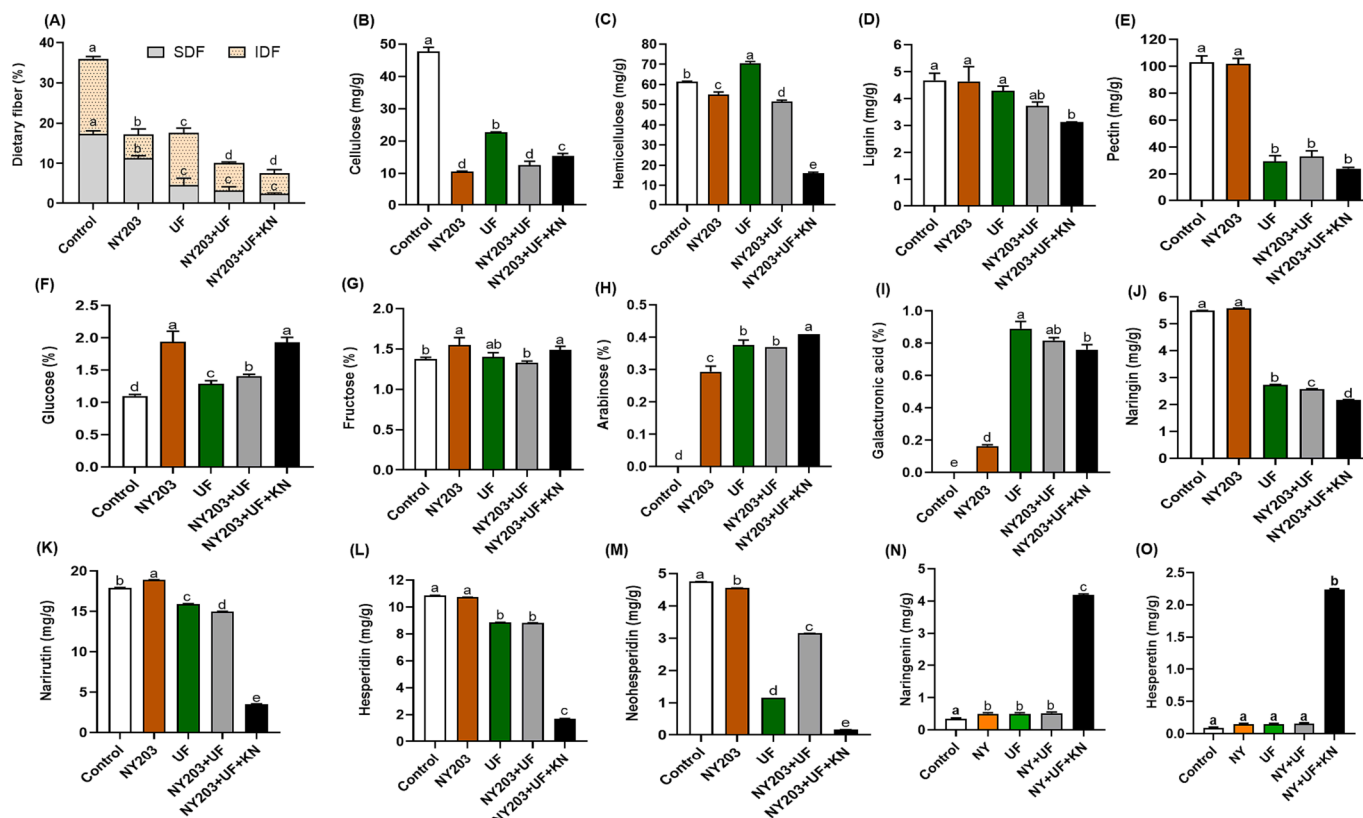 (A)
SDF
IDF
Dietary fiber (%)
40
30
20
10
0
a
a
b
b
c
c
d
c
d
c
Control
NY203
UF
NY203+UF
NY203+UF+KN
(B)
Cellulose (mg/g)
60
50
40
30
20
10
0
a
d
b
d
c
Control
NY203
UF
NY203+UF
NY203+UF+KN
(C)
Hemicellulose (mg/g)
80
70
60
50
40
30
20
10
0
b
c
a
d
e
Control
NY203
UF
NY203+UF
NY203+UF+KN
(D)
Lignin (mg/g)
6
5
4
3
2
1
0
a
a
a
ab
b
Control
NY203
UF
NY203+UF
NY203+UF+KN
(E)
Pectin (mg/g)
120
100
80
60
40
20
0
a
a
b
b
b
Control
NY203
UF
NY203+UF
NY203+UF+KN
(F)
Glucose (%)
2.5
2.0
1.5
1.0
0.5
0.0
d
a
c
b
a
Control
NY203
UF
NY203+UF
NY203+UF+KN
(G)
Fructose (%)
2.0
1.5
1.0
0.5
0.0
b
a
ab
b
a
Control
NY203
UF
NY203+UF
NY203+UF+KN
(H)
Arabinose (%)
0.5
0.4
0.3
0.2
0.1
0.0
d
c
b
b
a
Control
NY203
UF
NY203+UF
NY203+UF+KN
(I)
Galacturonic acid (%)
1.0
0.8
0.6
0.4
0.2
0.0
e
d
a
ab
b
Control
NY203
UF
NY203+UF
NY203+UF+KN
(J)
Naringin (mg/g)
6
5
4
3
2
1
0
a
a
b
c
d
Control
NY203
UF
NY203+UF
NY203+UF+KN
(K)
Narirutin (mg/g)
20
15
10
5
0
b
a
c
d
e
Control
NY203
UF
NY203+UF
NY203+UF+KN
(L)
Hesperidin (mg/g)
12
10
8
6
4
2
0
a
a
b
b
c
Control
NY203
UF
NY203+UF
NY203+UF+KN
(M)
Neohesperidin (mg/g)
5
4
3
2
1
0
a
b
d
c
e
Control
NY203
UF
NY203+UF
NY203+UF+KN
(N)
Naringenin (mg/g)
5
4
3
2
1
0
a
b
b
b
c
Control
NY
UF
NY+UF
NY+UF+KN
(O)
Hesperetin (mg/g)
2.5
2.0
1.5
1.0
0.5
0.0
a
a
a
a
b
Control
NY
UF
NY+UF
NY+UF+KN